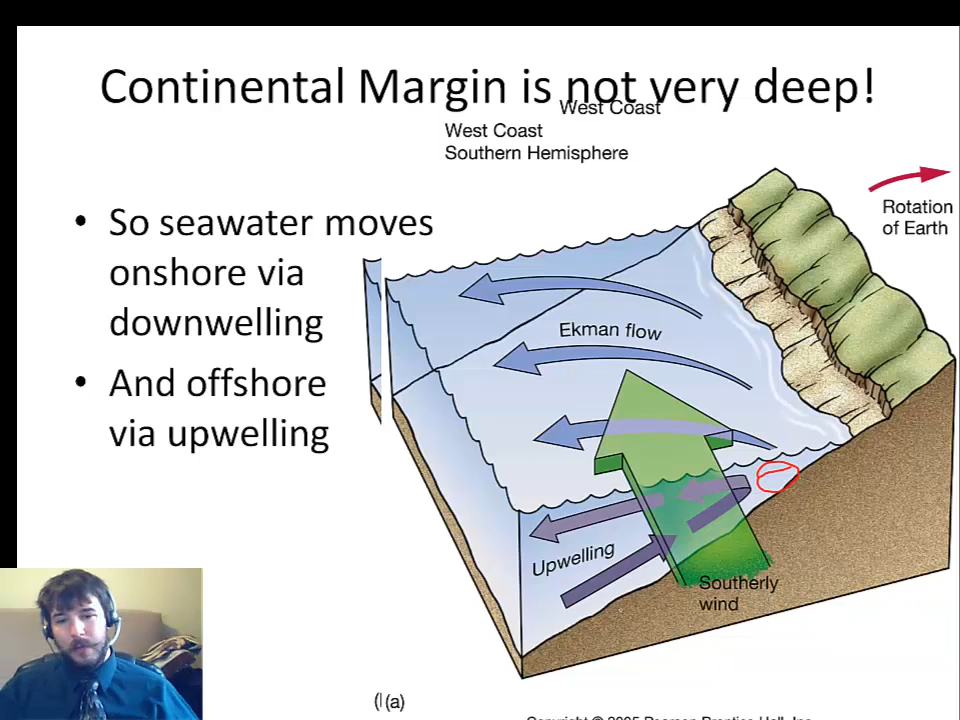 Continental Margin is not very deep!
West Coast
West Coast
Southern Hemisphere
Rotation
of Earth
• So seawater moves
onshore via
downwelling
• And offshore
via upwelling
Ekman flow
Upwelling
Southerly
wind
(a)
Copyright © 2005 Pearson Prentice Hall, Inc.